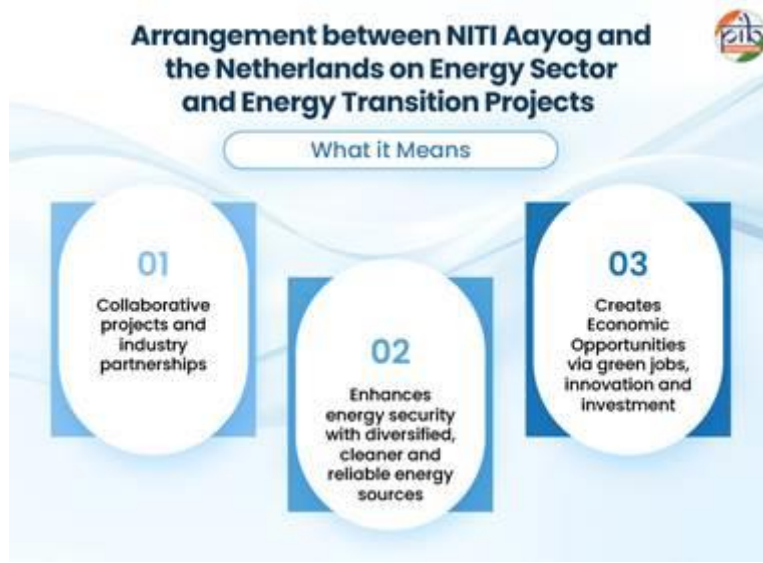 Arrangement between NITI Aayog and
the Netherlands on Energy Sector
and Energy Transition Projects
pib
What it Means
01
Collaborative
projects and
industry
partnerships
02
Enhances
energy security
with diversified,
cleaner and
reliable energy
sources
03
Creates
Economic
Opportunities
via green jobs,
innovation and
investment